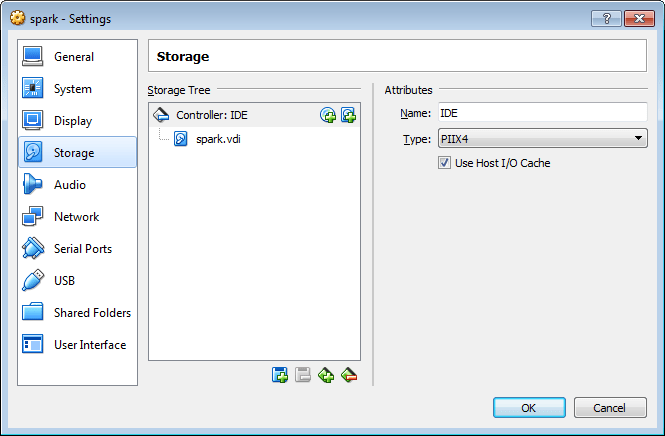 spark - Settings
General
System
Display
Storage
Audio
Network
Serial Ports
USB
Shared Folders
User Interface
Storage
Storage Tree
Controller: IDE
spark.vdi
Attributes
Name: IDE
Type: PIIX4
Use Host I/O Cache
OK Cancel